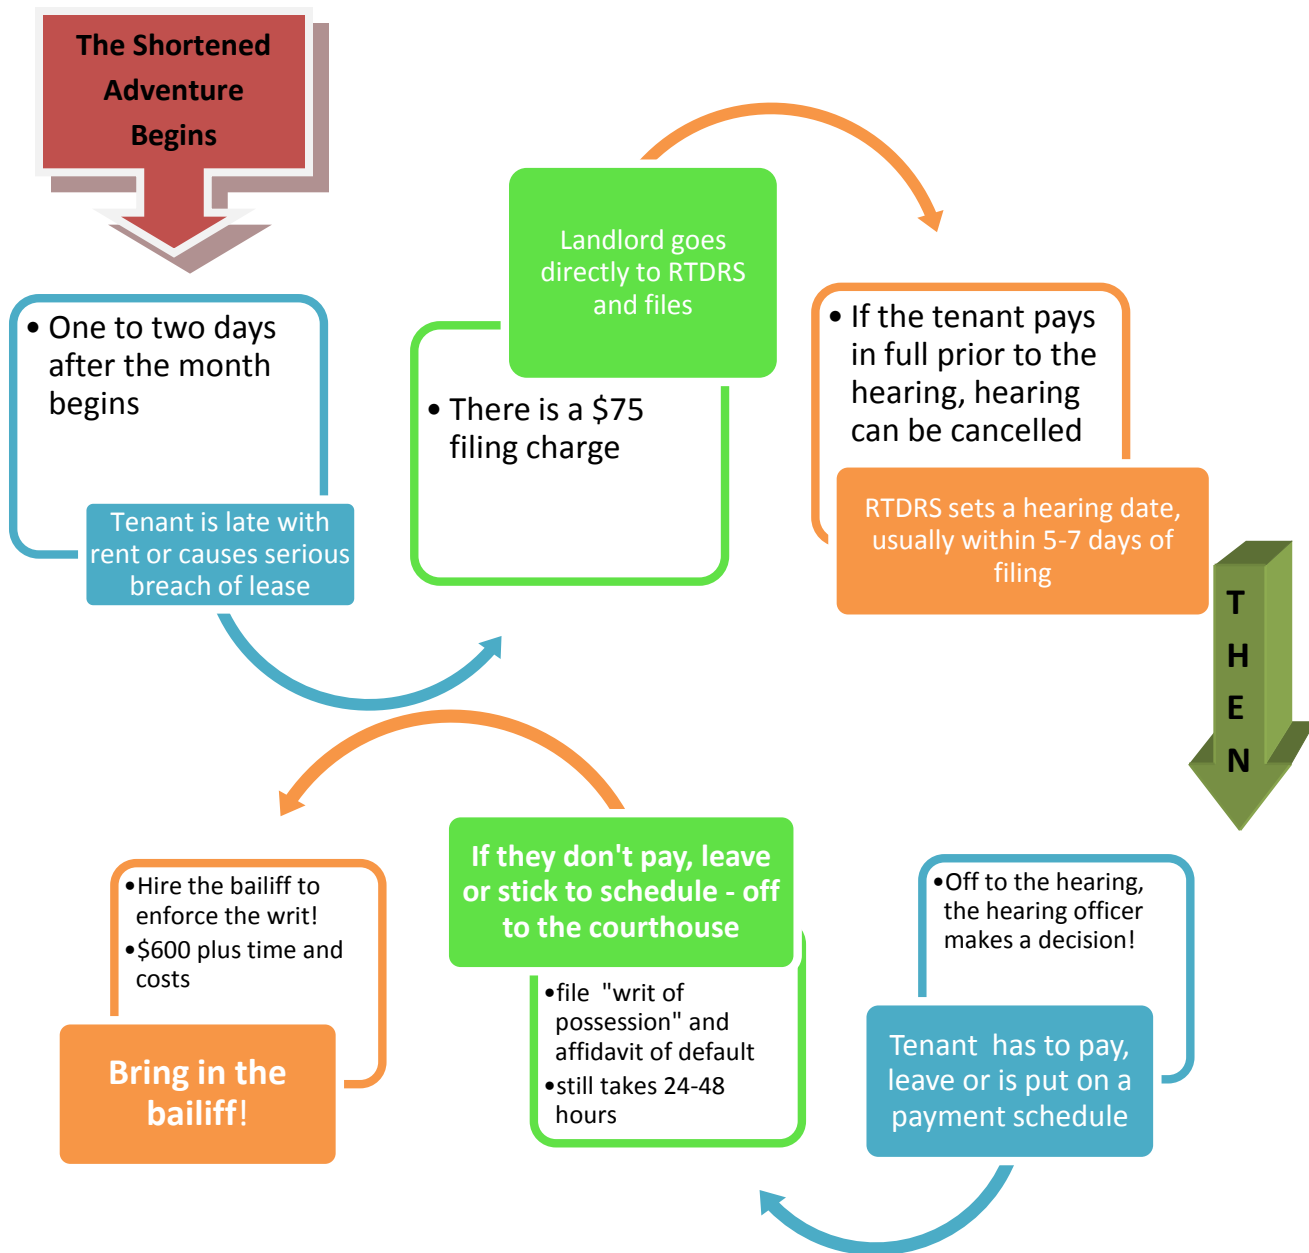 The Shortened
Adventure
Begins
• One to two days
after the month
begins
Tenant is late with
rent or causes serious
breach of lease
Landlord goes
directly to RTDRS
and files
• There is a $75
filing charge
• If the tenant pays
in full prior to the
hearing, hearing
can be cancelled
RTDRS sets a hearing date,
usually within 5-7 days of
filing
T
H
E
N
•Off to the hearing,
the hearing officer
makes a decision!
Tenant has to pay,
leave or is put on a
payment schedule
If they don't pay, leave
or stick to schedule - off
to the courthouse
•file "writ of
possession" and
affidavit of default
•still takes 24-48
hours
•Hire the bailiff to
enforce the writ!
•$600 plus time and
costs
Bring in the
bailiff!